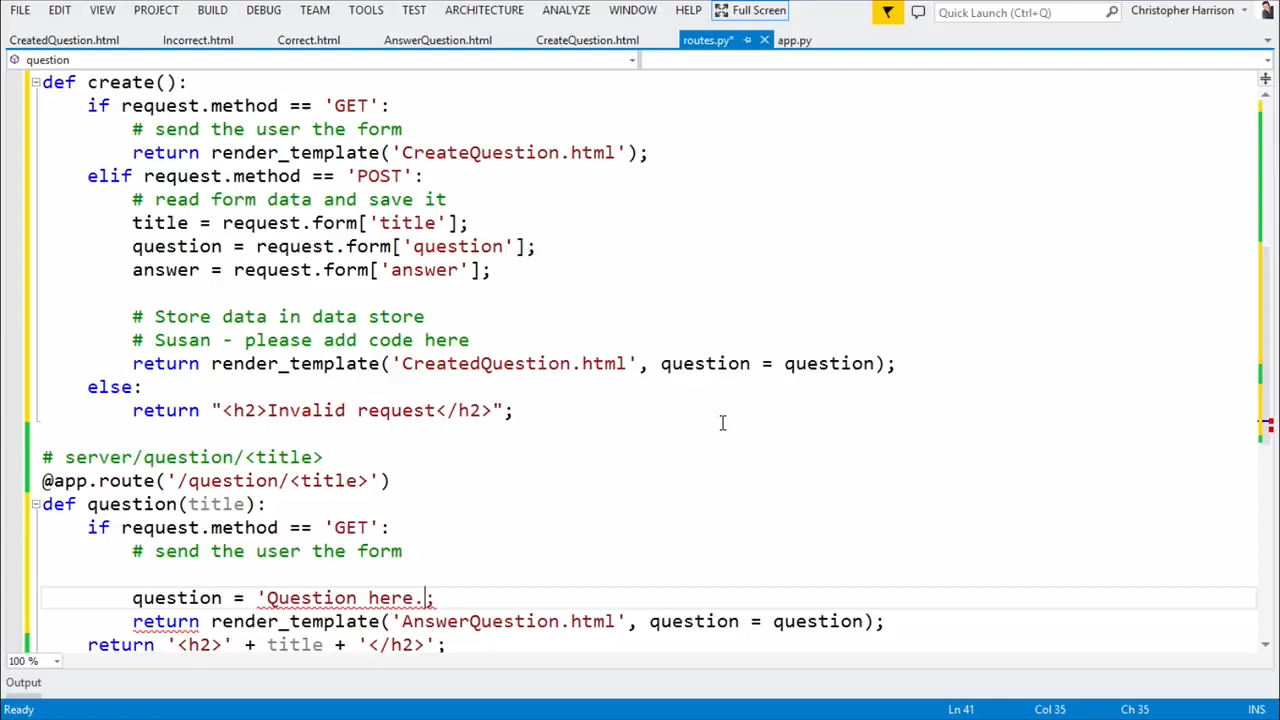 FILE EDIT VIEW PROJECT BUILD DEBUG TEAM TOOLS TEST ARCHITECTURE ANALYZE WINDOW HELP Full Screen Quick Launch (Ctrl+Q) Christopher Harrison
CreatedQuestion.html Incorrect.html Correct.html AnswerQuestion.html CreateQuestion.html routes.py* app.py
question
def create():
    if request.method == 'GET':
        # send the user the form
        return render_template('CreateQuestion.html');
    elif request.method == 'POST':
        # read form data and save it
        title = request.form['title'];
        question = request.form['question'];
        answer = request.form['answer'];

        # Store data in data store
        # Susan - please add code here
        return render_template('CreatedQuestion.html', question = question);
    else:
        return "<h2>Invalid request</h2>";

# server/question/<title>
@app.route('/question/<title>')
def question(title):
    if request.method == 'GET':
        # send the user the form

        question = 'Question here.;
        return render_template('AnswerQuestion.html', question = question);
    return '<h2>' + title + '</h2>';
100 %
Output
Ready Ln 41 Col 35 Ch 35 INS